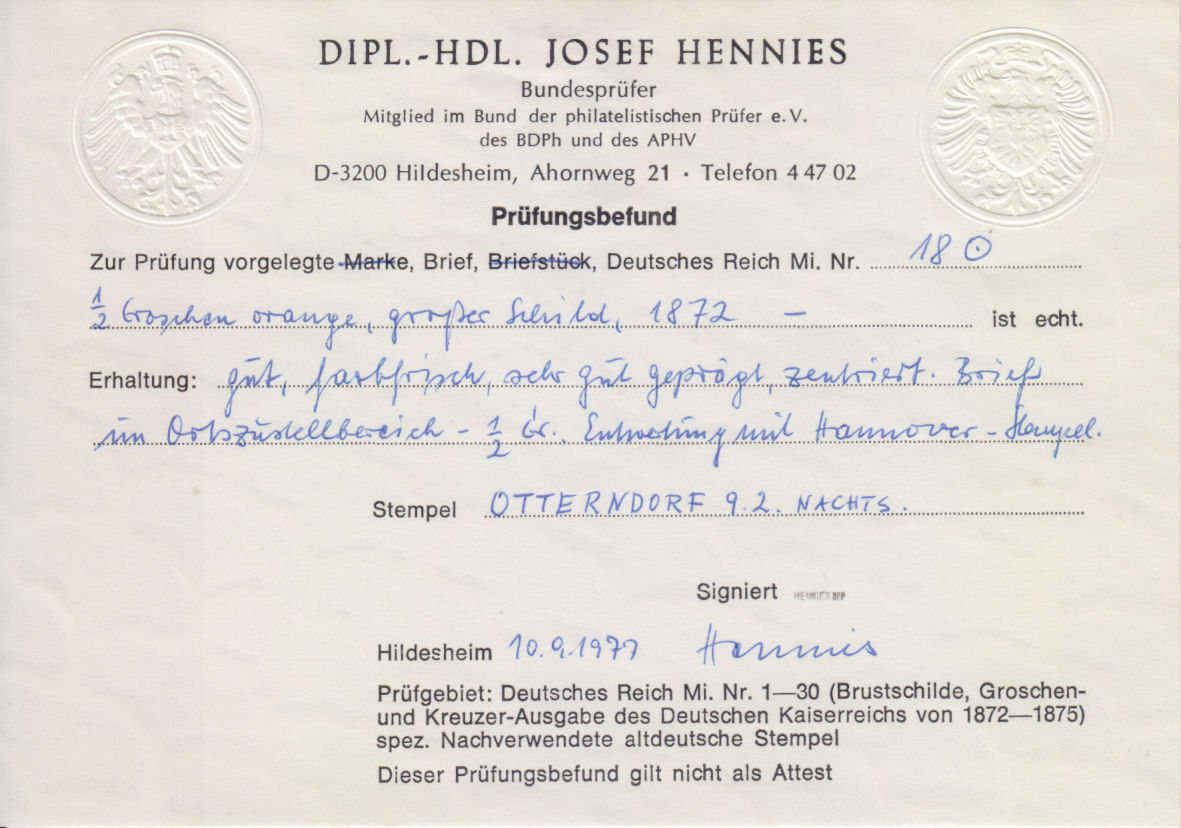 DIPL.-HDL. JOSEF HENNIES
Bundesprüfer
Mitglied im Bund der philatelistischen Prüfer e. V.
des BDPh und des APHV
D-3200 Hildesheim, Ahornweg 21 · Telefon 4 47 02
Prüfungsbefund
Zur Prüfung vorgelegte Marke, Brief, Briefstück, Deutsches Reich Mi. Nr. 18 ⊙
½ Groschen orange, großer Schild, 1872 – ist echt.
Erhaltung: gut, farbfrisch, sehr gut geprägt, zentriert. Brief
im Ortszustellbereich - ½ Gr. Entwertung mit Hannover-Stempel.
Stempel OTTERNDORF 9.2. NACHTS.
Signiert HENNIES BPP
Hildesheim 10.9.1977 Hennies
Prüfgebiet: Deutsches Reich Mi. Nr. 1—30 (Brustschilde, Groschen-
und Kreuzer-Ausgabe des Deutschen Kaiserreichs von 1872—1875)
spez. Nachverwendete altdeutsche Stempel
Dieser Prüfungsbefund gilt nicht als Attest